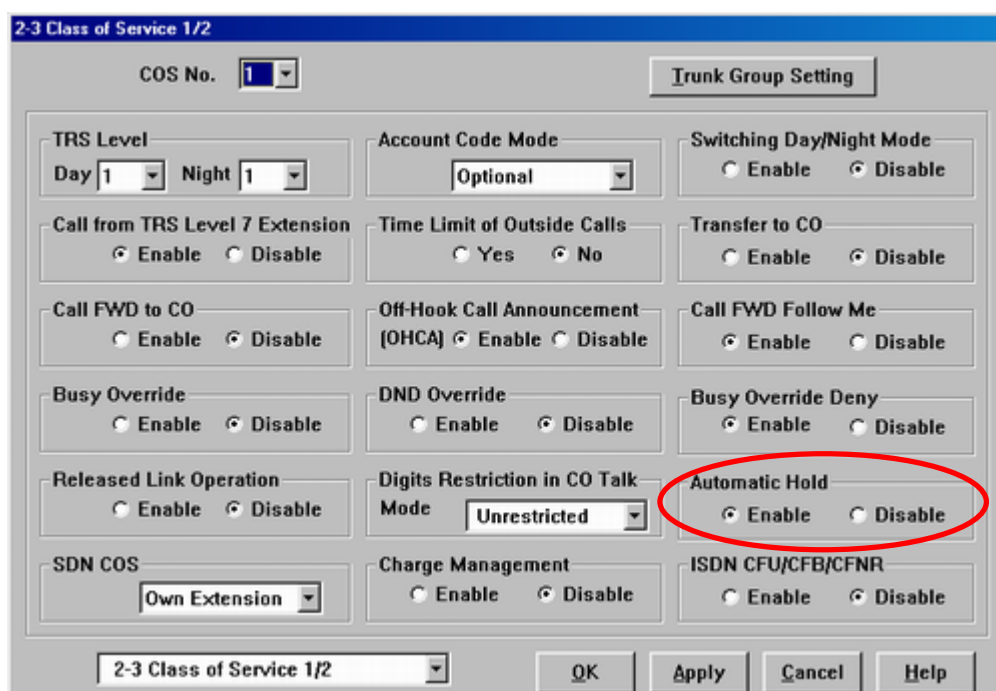 2-3 Class of Service 1/2
COS No. 1
Trunk Group Setting
TRS Level
Day 1 Night 1
Account Code Mode
Optional
Switching Day/Night Mode
Enable Disable
Call from TRS Level 7 Extension
Enable Disable
Time Limit of Outside Calls
Yes No
Transfer to CO
Enable Disable
Call FWD to CO
Enable Disable
Off-Hook Call Announcement
(OHCA) Enable Disable
Call FWD Follow Me
Enable Disable
Busy Override
Enable Disable
DND Override
Enable Disable
Busy Override Deny
Enable Disable
Released Link Operation
Enable Disable
Digits Restriction in CO Talk
Mode Unrestricted
Automatic Hold
Enable Disable
SDN COS
Own Extension
Charge Management
Enable Disable
ISDN CFU/CFB/CFNR
Enable Disable
2-3 Class of Service 1/2
OK Apply Cancel Help